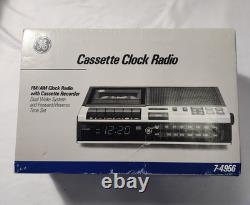 GE
Cassette Clock Radio
FM/AM Clock Radio
with Cassette Recorder
Dual Wake System
and Forward/Reverse
Time Set
12:20
7-4956